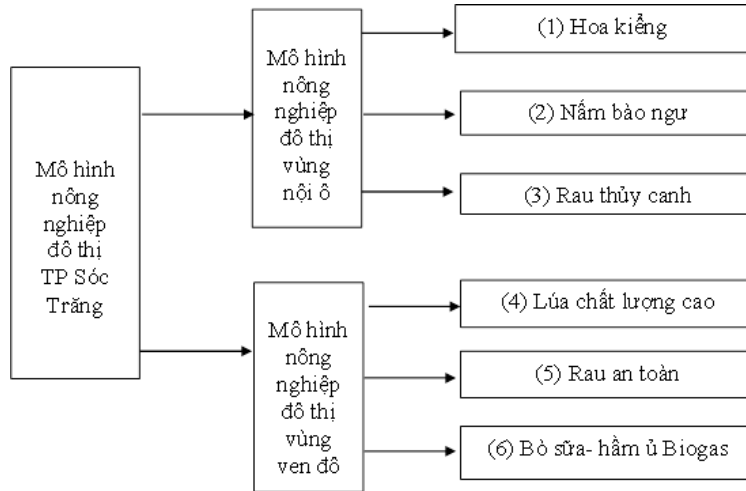 Mô hình
nông
nghiệp
đô thị
TP Sóc
Trăng
Mô hình
nông
nghiệp
đô thị
vùng
nội ô
(1) Hoa kiểng
(2) Nấm bào ngư
(3) Rau thủy canh
Mô hình
nông
nghiệp
đô thị
vùng
ven đô
(4) Lúa chất lượng cao
(5) Rau an toàn
(6) Bò sữa- hầm ủ Biogas